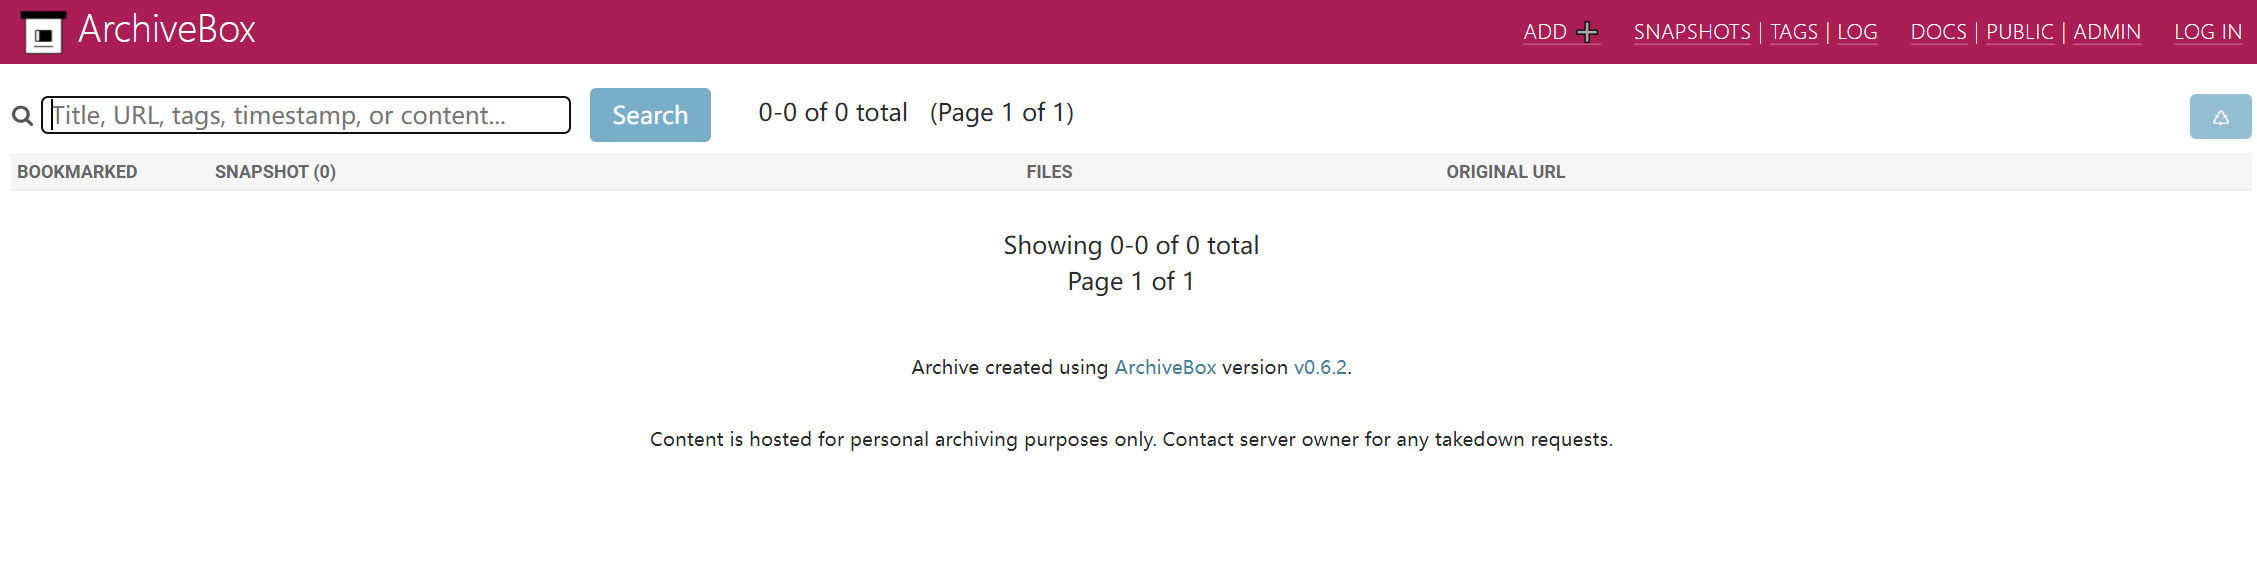 ArchiveBox
ADD ➕ SNAPSHOTS | TAGS | LOG DOCS | PUBLIC | ADMIN LOG IN
Title, URL, tags, timestamp, or content... Search 0-0 of 0 total (Page 1 of 1) ♺
BOOKMARKED SNAPSHOT (0) FILES ORIGINAL URL
Showing 0-0 of 0 total
Page 1 of 1
Archive created using ArchiveBox version v0.6.2.
Content is hosted for personal archiving purposes only. Contact server owner for any takedown requests.